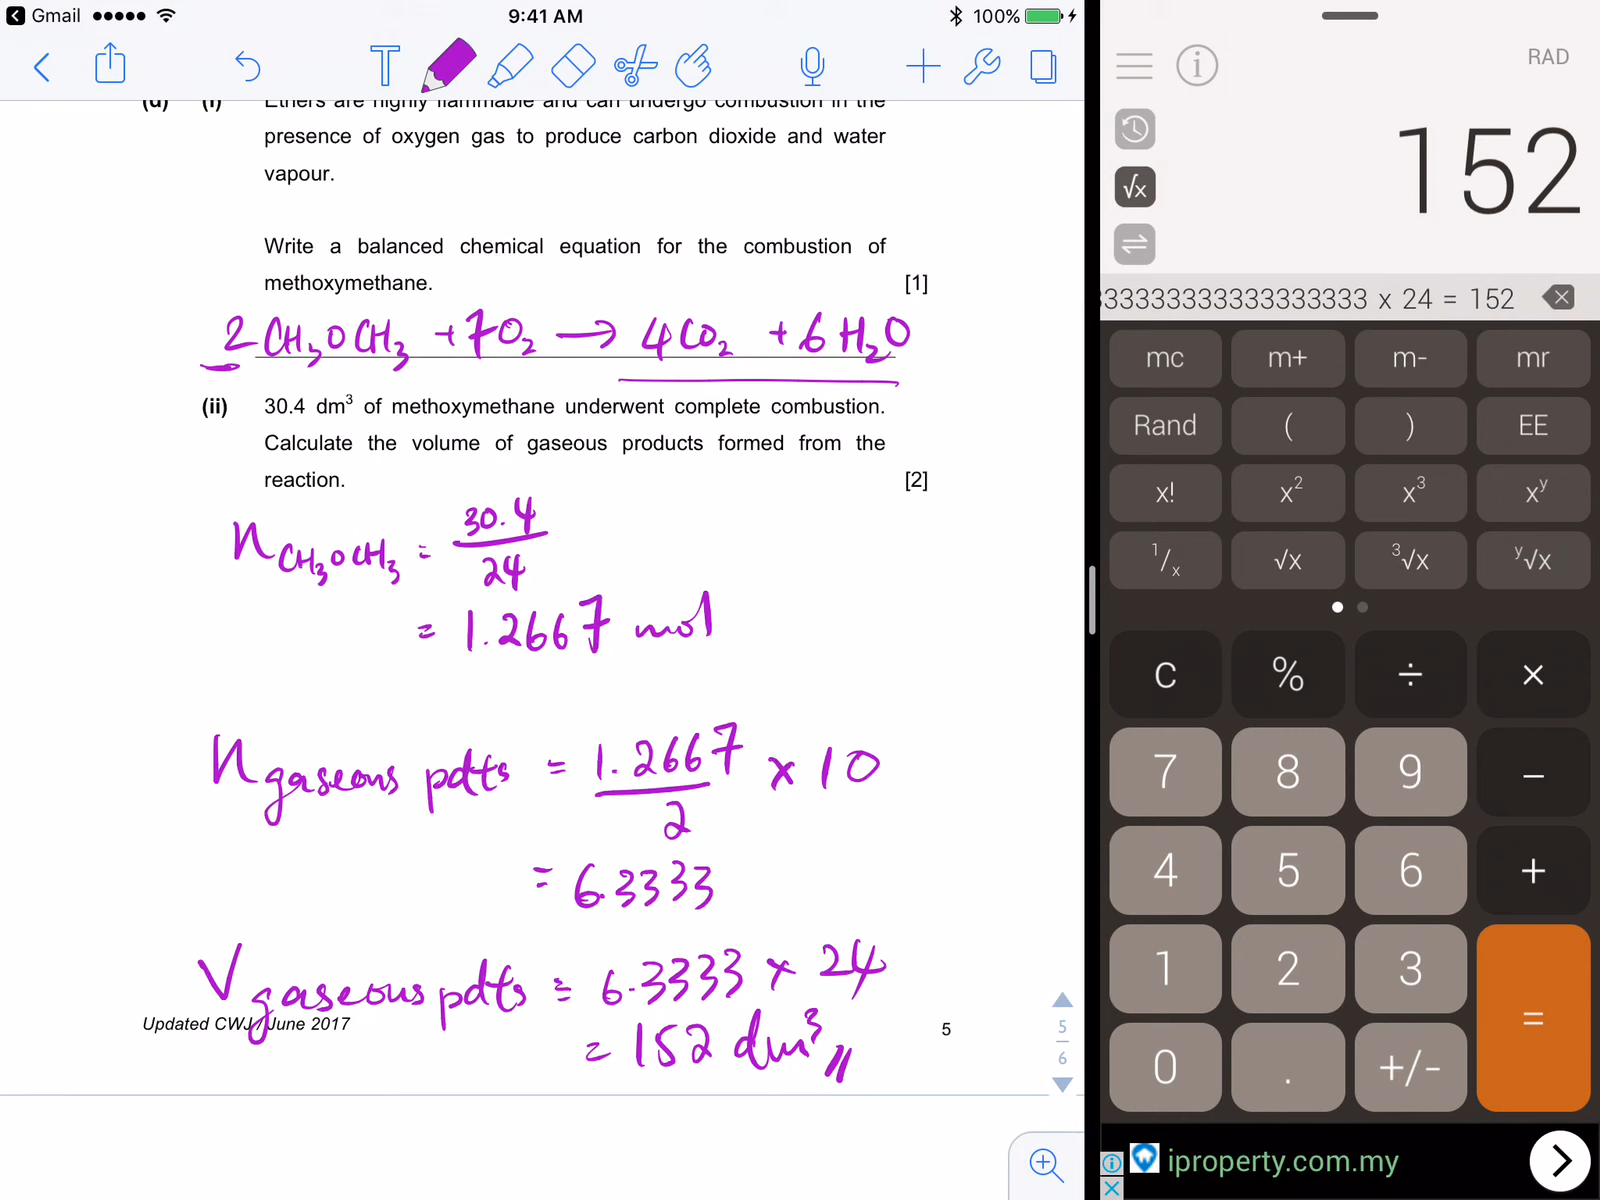 Gmail 9:41 AM 100%
(d) (i) Ethers are highly flammable and can undergo combustion in the
presence of oxygen gas to produce carbon dioxide and water
vapour.
Write a balanced chemical equation for the combustion of
methoxymethane. [1]
2CH₃OCH₃ + 7O₂ → 4CO₂ + 6H₂O
(ii) 30.4 dm³ of methoxymethane underwent complete combustion.
Calculate the volume of gaseous products formed from the
reaction. [2]
n CH₃OCH₃ = 30.4/24
= 1.2667 mol
n gaseous pdts = 1.2667/2 × 10
= 6.3333
V gaseous pdts = 6.3333 × 24
= 152 dm³
Updated CWJ / June 2017 5
5
6
RAD
152
33333333333333333 x 24 = 152
mc m+ m- mr
Rand ( ) EE
x! x² x³ xʸ
1/x √x ³√x ʸ√x
C % ÷ ×
7 8 9 −
4 5 6 +
1 2 3 =
0 . +/-
iproperty.com.my